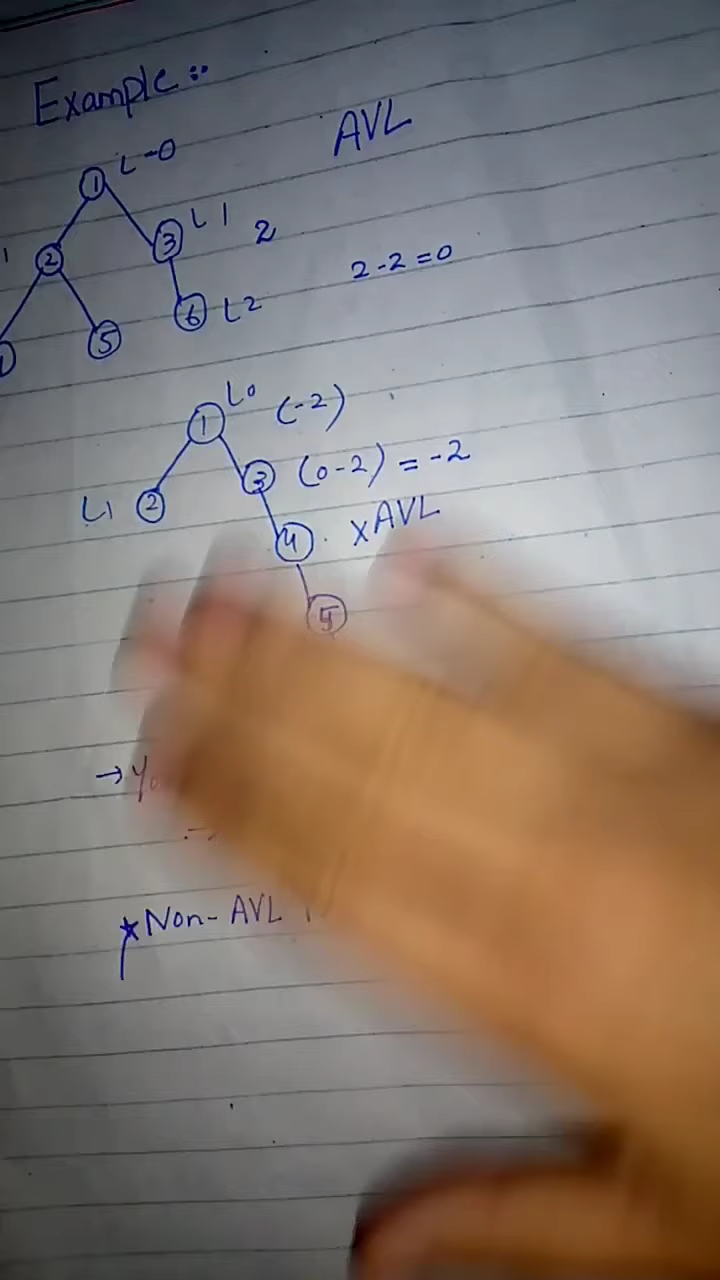 Example :-
AVL
1 L-0
1 2 3 L1 2
2-2=0
5 6 L2
1 L0 (-2)
L1 2 3 (0-2) = -2
4 xAVL
5
→
*Non-AVL